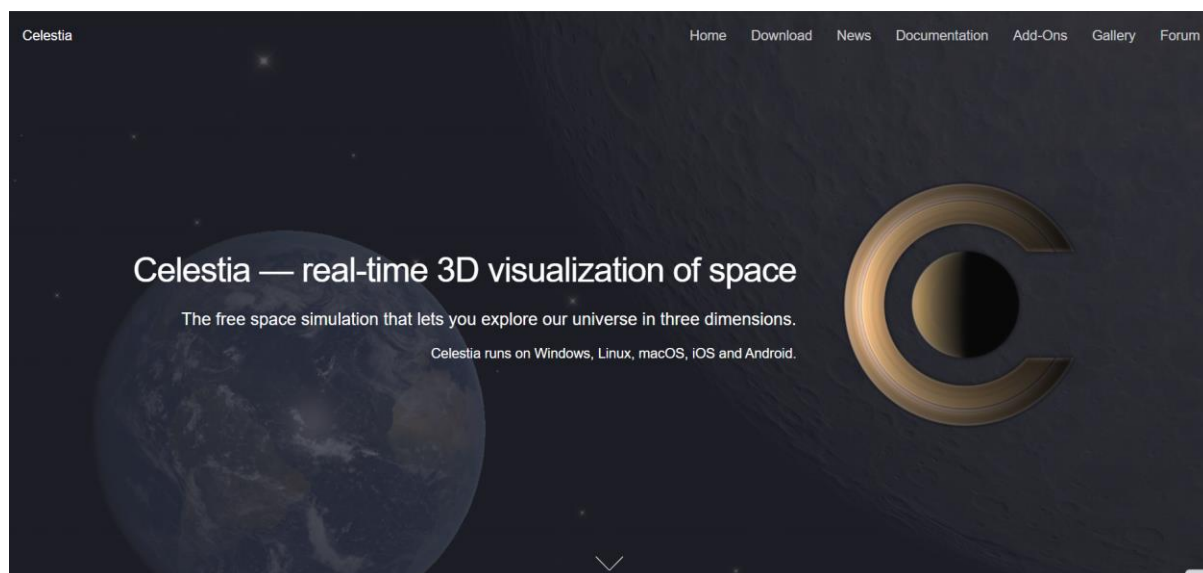 Celestia
Home Download News Documentation Add-Ons Gallery Forum
Celestia — real-time 3D visualization of space
The free space simulation that lets you explore our universe in three dimensions.
Celestia runs on Windows, Linux, macOS, iOS and Android.